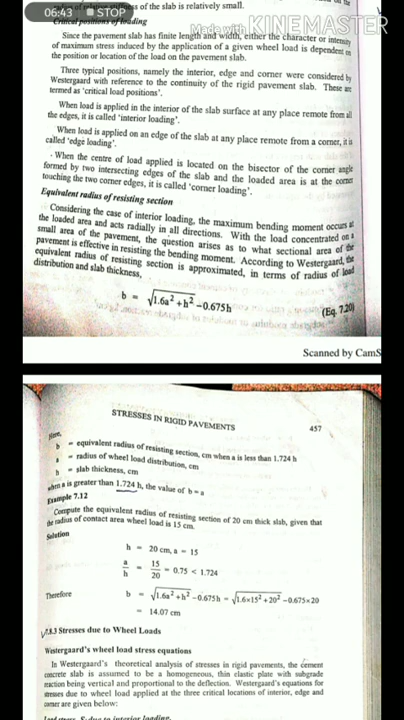 06:43 STOP
Made with KINEMASTER
radius of relative stiffness of the slab is relatively small.
Critical positions of loading
Since the pavement slab has finite length and width, either the character or intensity
of maximum stress induced by the application of a given wheel load is dependent on
the position or location of the load on the pavement slab.
Three typical positions, namely the interior, edge and corner were considered by
Westergaard with reference to the continuity of the rigid pavement slab. These are
termed as 'critical load positions'.
When load is applied in the interior of the slab surface at any place remote from all
the edges, it is called 'interior loading'.
When load is applied on an edge of the slab at any place remote from a corner, it is
called 'edge loading'.
When the centre of load applied is located on the bisector of the corner angle
formed by two intersecting edges of the slab and the loaded area is at the corner
touching the two corner edges, it is called 'corner loading'.
Equivalent radius of resisting section
Considering the case of interior loading, the maximum bending moment occurs at
the loaded area and acts radially in all directions. With the load concentrated on a
small area of the pavement, the question arises as to what sectional area of the
pavement is effective in resisting the bending moment. According to Westergaard, the
equivalent radius of resisting section is approximated, in terms of radius of load
distribution and slab thickness,
b = √1.6a² + h² - 0.675h (Eq. 7.20)
Scanned by CamS
STRESSES IN RIGID PAVEMENTS 457
Here,
b = equivalent radius of resisting section, cm when a is less than 1.724 h
a = radius of wheel load distribution, cm
h = slab thickness, cm
when a is greater than 1.724 h, the value of b = a
Example 7.12
Compute the equivalent radius of resisting section of 20 cm thick slab, given that
the radius of contact area wheel load is 15 cm.
Solution
h = 20 cm, a = 15
a/h = 15/20 = 0.75 < 1.724
Therefore b = √1.6a² + h² - 0.675h = √1.6×15² + 20² - 0.675×20
= 14.07 cm
7.8.3 Stresses due to Wheel Loads
Westergaard's wheel load stress equations
In Westergaard's theoretical analysis of stresses in rigid pavements, the cement
concrete slab is assumed to be a homogeneous, thin elastic plate with subgrade
reaction being vertical and proportional to the deflection. Westergaard's equations for
stresses due to wheel load applied at the three critical locations of interior, edge and
corner are given below:
Load stress, S due to interior loading.